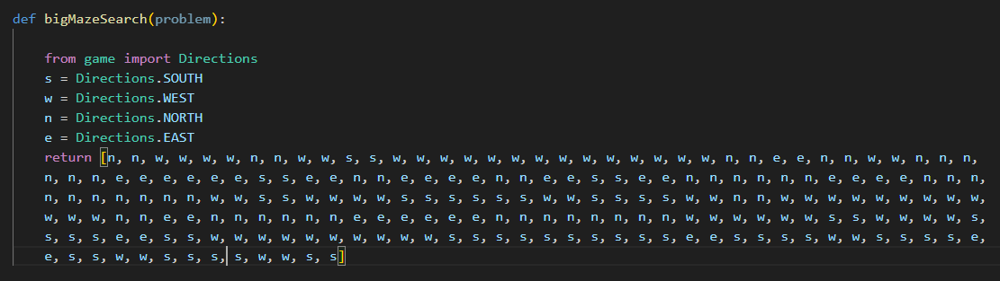 def bigMazeSearch(problem):
from game import Directions
s = Directions.SOUTH
w = Directions.WEST
n = Directions.NORTH
e = Directions.EAST
return [n, n, w, w, w, w, n, n, w, w, s, s, w, w, w, w, w, w, w, w, w, w, w, w, w, w, n, n, e, e, n, n, w, w, n, n, n,
n, n, n, e, e, e, e, e, e, s, s, e, e, n, n, e, e, e, e, n, n, e, e, s, s, e, e, n, n, n, n, n, n, e, e, e, e, n, n, n,
n, n, n, n, n, n, n, w, w, s, s, w, w, w, w, s, s, s, s, s, s, w, w, s, s, s, s, w, w, n, n, w, w, w, w, w, w, w, w, w,
w, w, w, n, n, e, e, n, n, n, n, n, n, e, e, e, e, e, e, n, n, n, n, n, n, n, n, w, w, w, w, w, w, s, s, w, w, w, w, s,
s, s, s, e, e, s, s, w, w, w, w, w, w, w, w, w, w, s, s, s, s, s, s, s, s, s, s, e, e, s, s, s, s, w, w, s, s, s, s, e,
e, s, s, w, w, s, s, s, s, w, w, s, s]